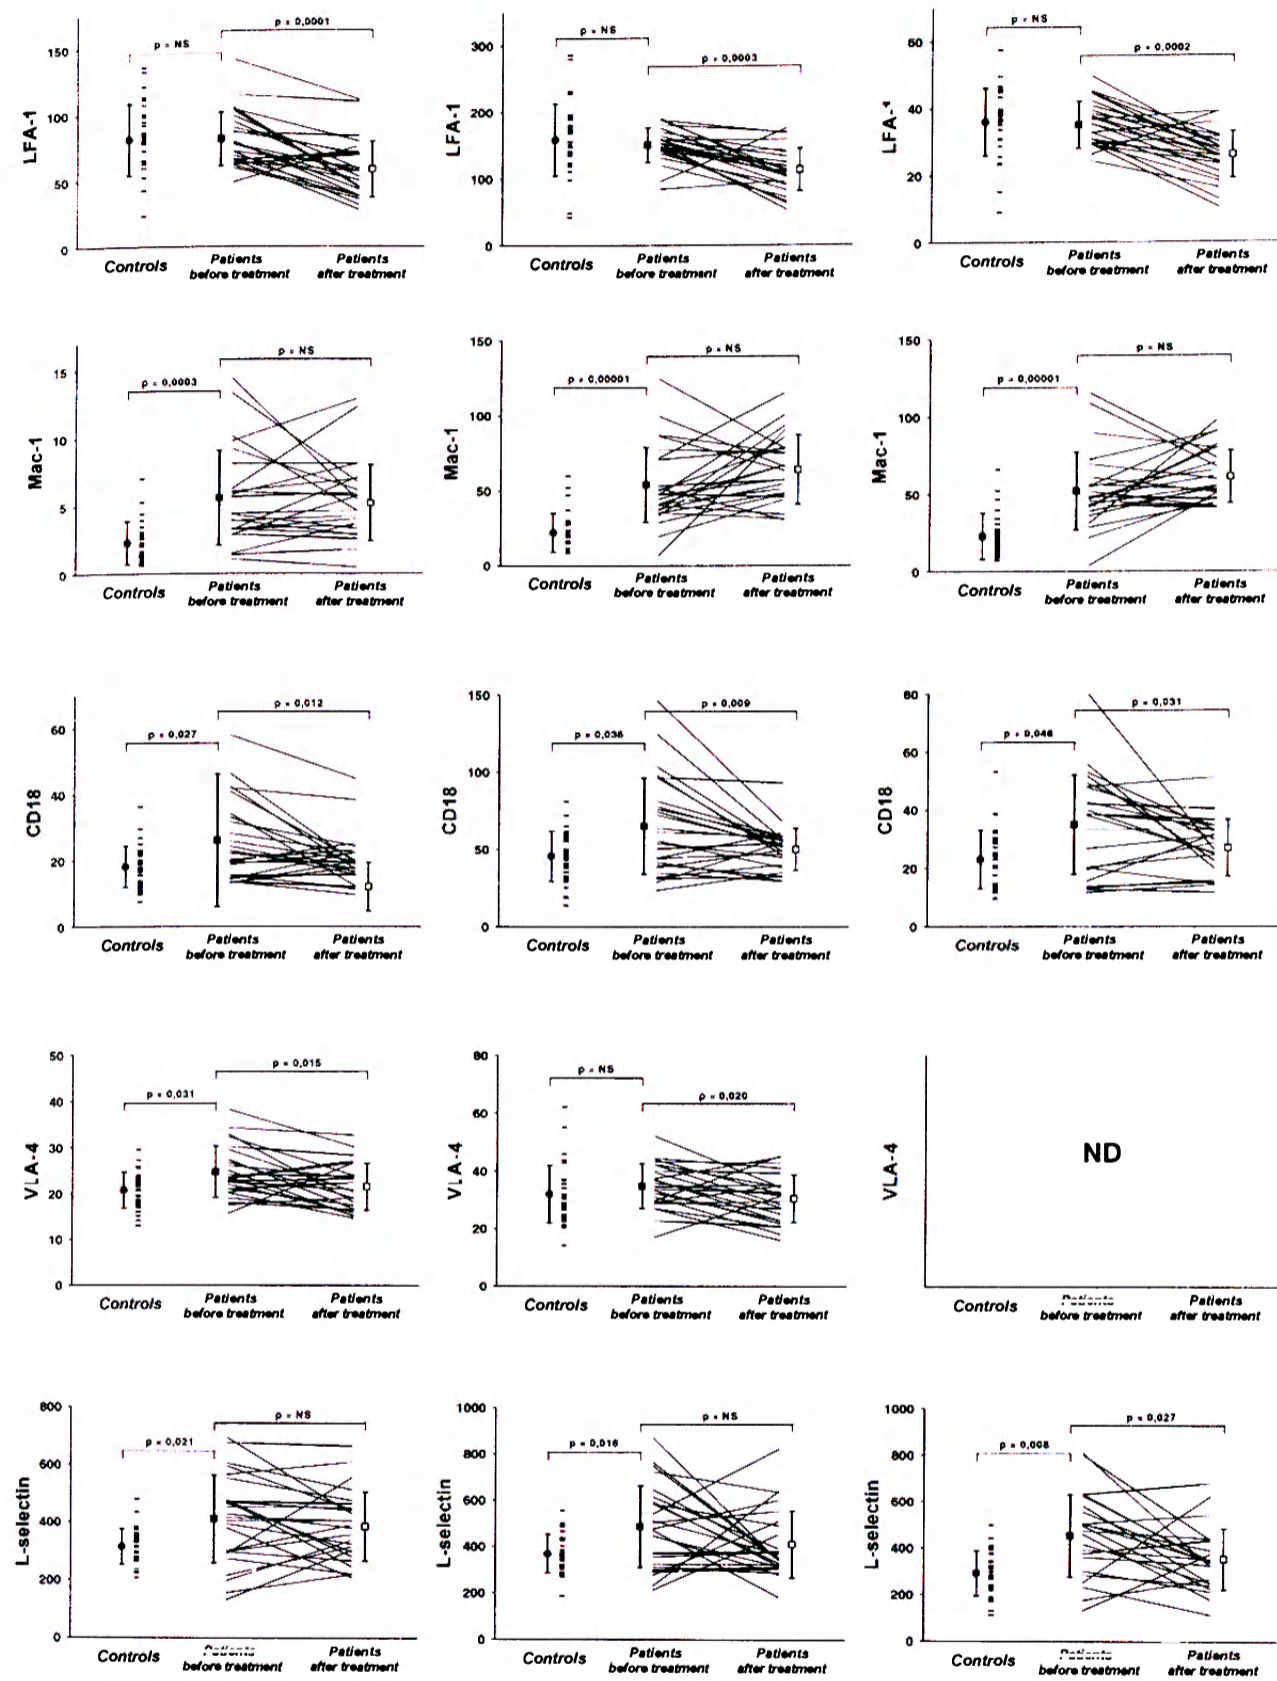 p = 0,0001
p = NS
LFA-1
150
100
50
0
Controls
Patients
before treatment
Patients
after treatment
p = NS
p = 0,0003
LFA-1
300
200
100
0
Controls
Patients
before treatment
Patients
after treatment
p = NS
p = 0,0002
LFA-1
60
40
20
0
Controls
Patients
before treatment
Patients
after treatment
p = NS
p = 0,0003
Mac-1
15
10
5
0
Controls
Patients
before treatment
Patients
after treatment
p = NS
p = 0,00001
Mac-1
150
100
50
0
Controls
Patients
before treatment
Patients
after treatment
p = NS
p = 0,00001
Mac-1
150
100
50
0
Controls
Patients
before treatment
Patients
after treatment
p = 0,012
p = 0,027
CD18
60
40
20
0
Controls
Patients
before treatment
Patients
after treatment
p = 0,009
p = 0,036
CD18
150
100
50
0
Controls
Patients
before treatment
Patients
after treatment
p = 0,031
p = 0,046
CD18
80
60
40
20
0
Controls
Patients
before treatment
Patients
after treatment
p = 0,015
p = 0,031
VLA-4
50
40
30
20
10
0
Controls
Patients
before treatment
Patients
after treatment
p = NS
p = 0,020
VLA-4
80
60
40
20
0
Controls
Patients
before treatment
Patients
after treatment
VLA-4
ND
Controls
Patients
before treatment
Patients
after treatment
p = NS
p = 0,021
L-selectin
800
600
400
200
0
Controls
Patients
before treatment
Patients
after treatment
p = NS
p = 0,016
L-selectin
1000
800
600
400
200
0
Controls
Patients
before treatment
Patients
after treatment
p = 0,027
p = 0,008
L-selectin
1000
800
600
400
200
0
Controls
Patients
before treatment
Patients
after treatment